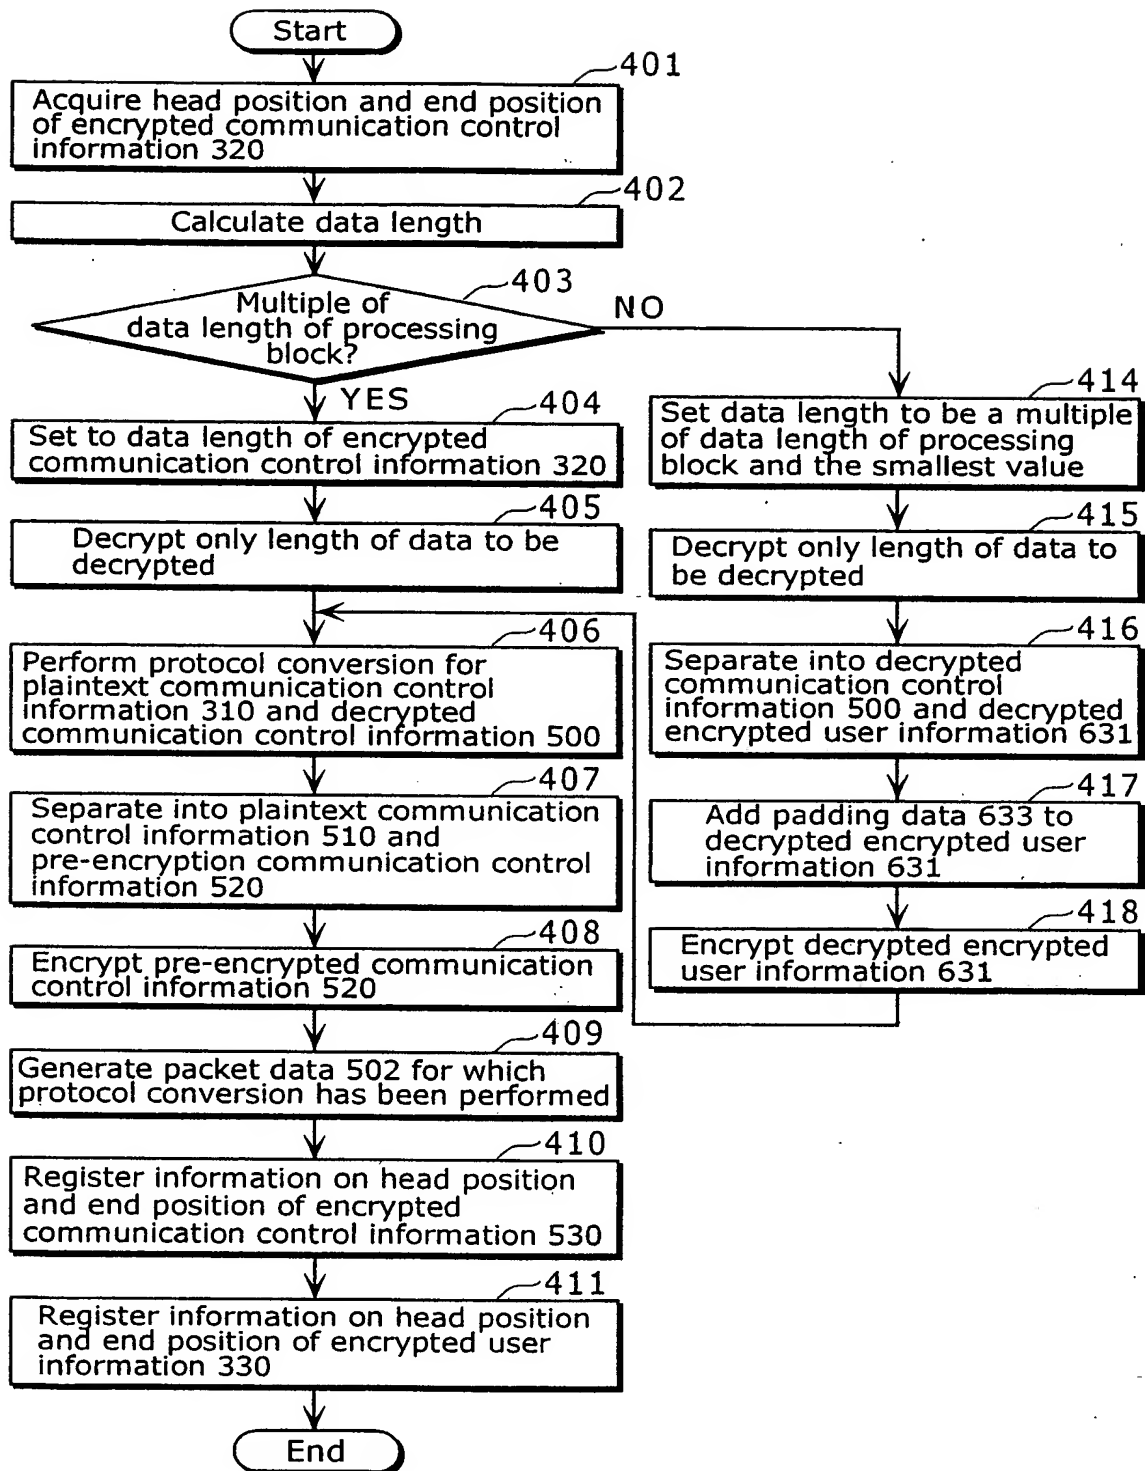 Start
401
Acquire head position and end position
of encrypted communication control
information 320
402
Calculate data length
403
Multiple of
data length of processing
block?
NO
YES
404
Set to data length of encrypted
communication control information 320
405
Decrypt only length of data to be
decrypted
406
Perform protocol conversion for
plaintext communication control
information 310 and decrypted
communication control information 500
407
Separate into plaintext communication
control information 510 and
pre-encryption communication control
information 520
408
Encrypt pre-encrypted communication
control information 520
409
Generate packet data 502 for which
protocol conversion has been performed
410
Register information on head position
and end position of encrypted
communication control information 530
411
Register information on head position
and end position of encrypted user
information 330
End
414
Set data length to be a multiple
of data length of processing
block and the smallest value
415
Decrypt only length of data to
be decrypted
416
Separate into decrypted
communication control
information 500 and decrypted
encrypted user information 631
417
Add padding data 633 to
decrypted encrypted user
information 631
418
Encrypt decrypted encrypted
user information 631